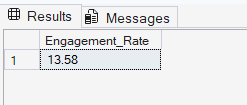 Results Messages
Engagement_Rate
1 13.58